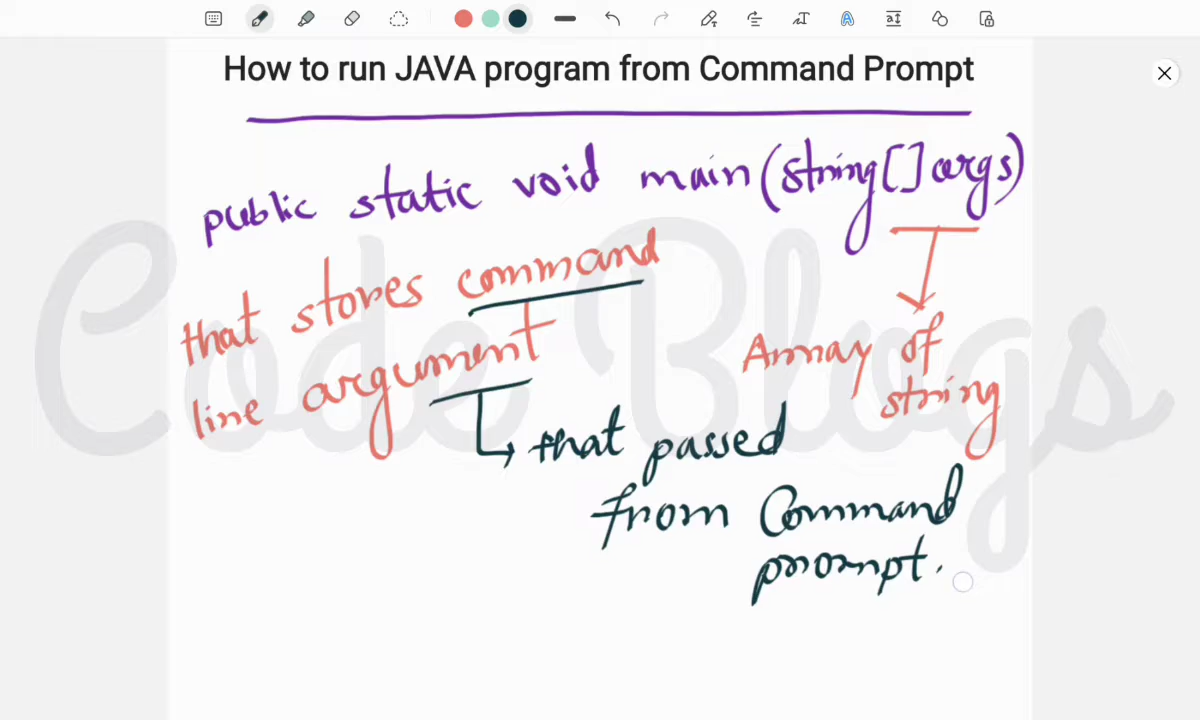 How to run JAVA program from Command Prompt
public static void main(string[] args)
Array of
string
that stores command
line argument
that passed
from Command
prompt.
Code Blogs